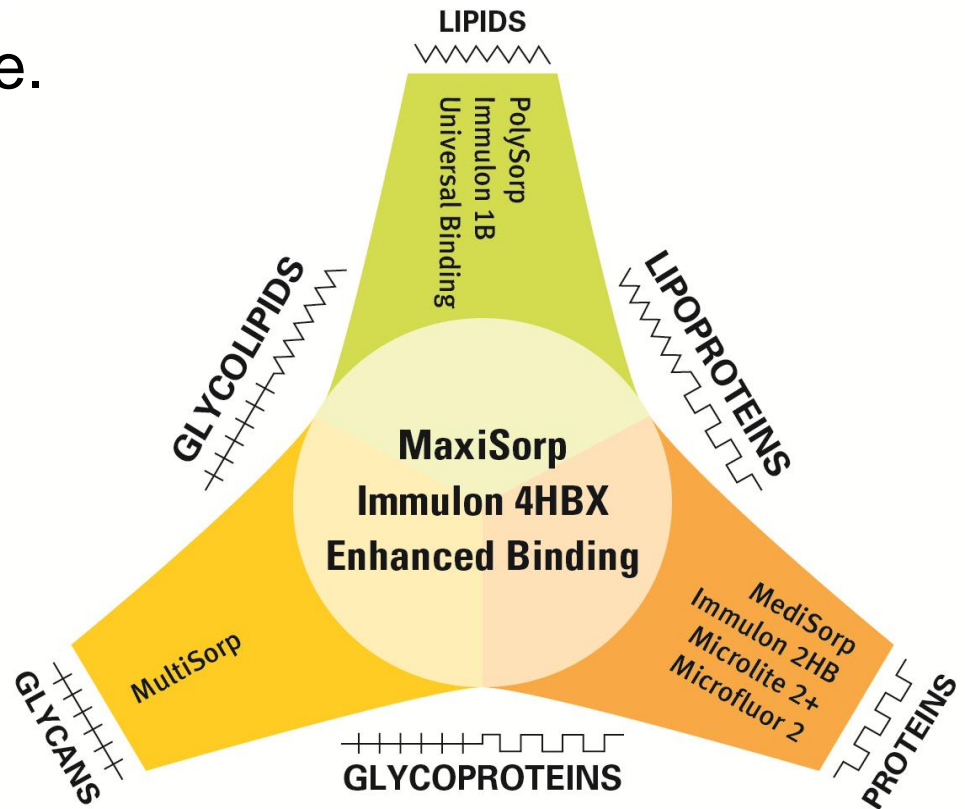 e.
LIPIDS
PolySorp
Immulon 1B
Universal Binding
GLYCOLIPIDS
LIPOPROTEINS
MaxiSorp
Immulon 4HBX
Enhanced Binding
MultiSorp
MediSorp
Immulon 2HB
Microlite 2+
Microfluor 2
GLYCANS
GLYCOPROTEINS
PROTEINS